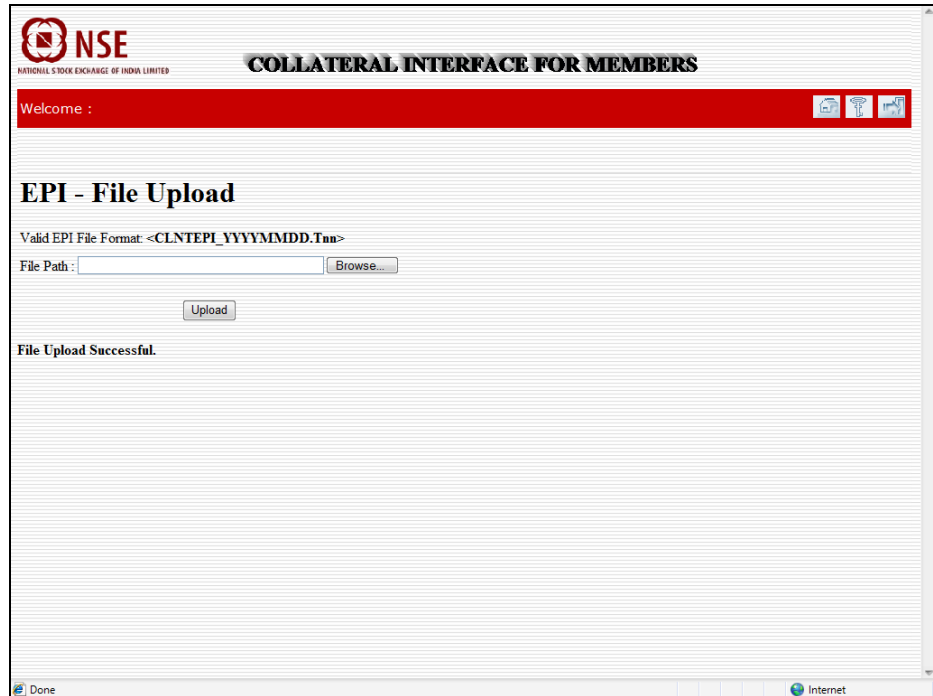 NSE
NATIONAL STOCK EXCHANGE OF INDIA LIMITED
COLLATERAL INTERFACE FOR MEMBERS
Welcome :
EPI - File Upload
Valid EPI File Format: <CLNTEPI_YYYYMMDD.Tnn>
File Path :
Browse...
Upload
File Upload Successful.
Done
Internet